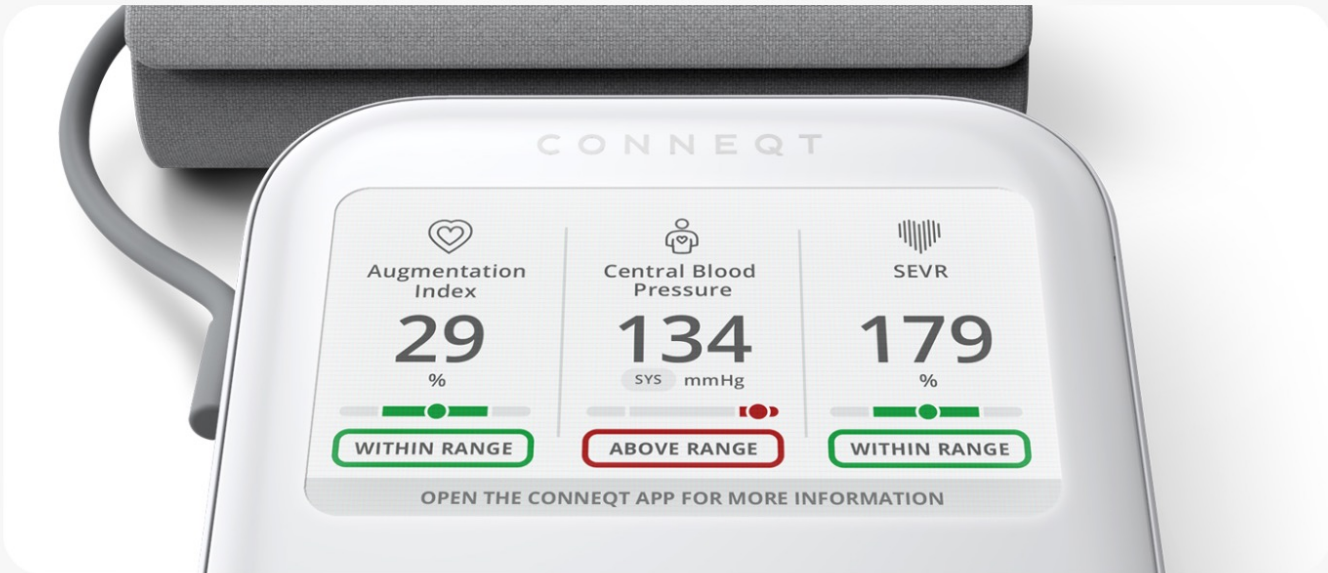 CONNEQT
Augmentation
Index
29
%
WITHIN RANGE
Central Blood
Pressure
134
SYS mmHg
ABOVE RANGE
SEVR
179
%
WITHIN RANGE
OPEN THE CONNEQT APP FOR MORE INFORMATION